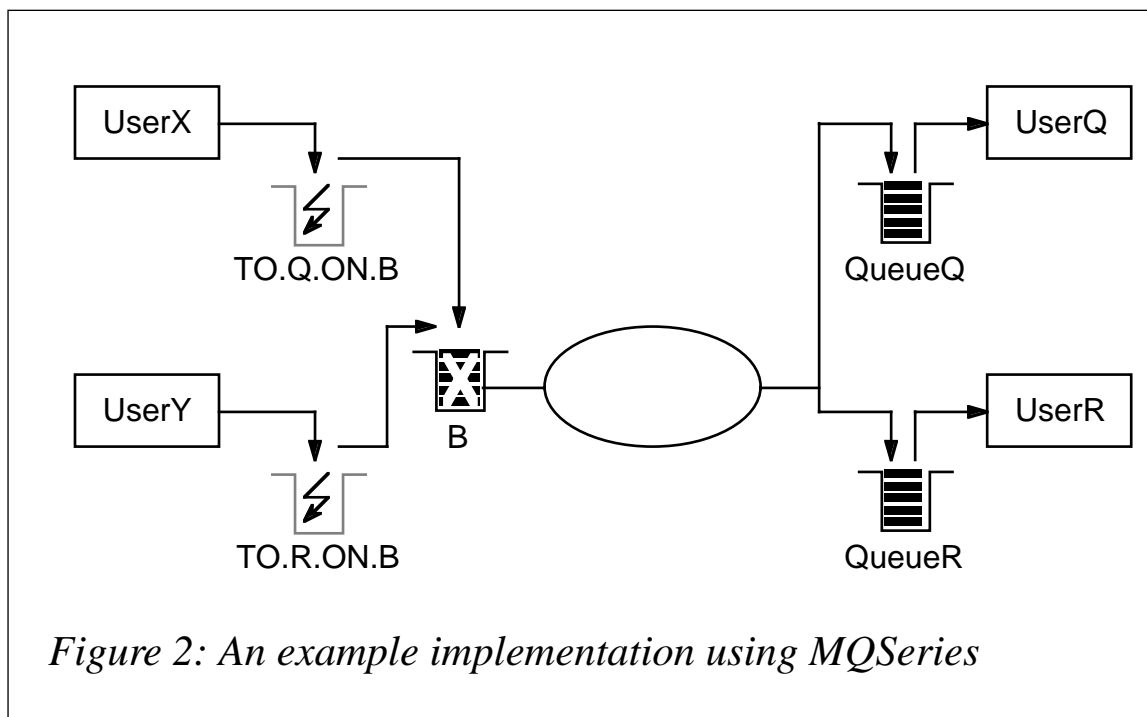 UserX
UserQ
TO.Q.ON.B
QueueQ
UserY
B
UserR
TO.R.ON.B
QueueR
Figure 2: An example implementation using MQSeries